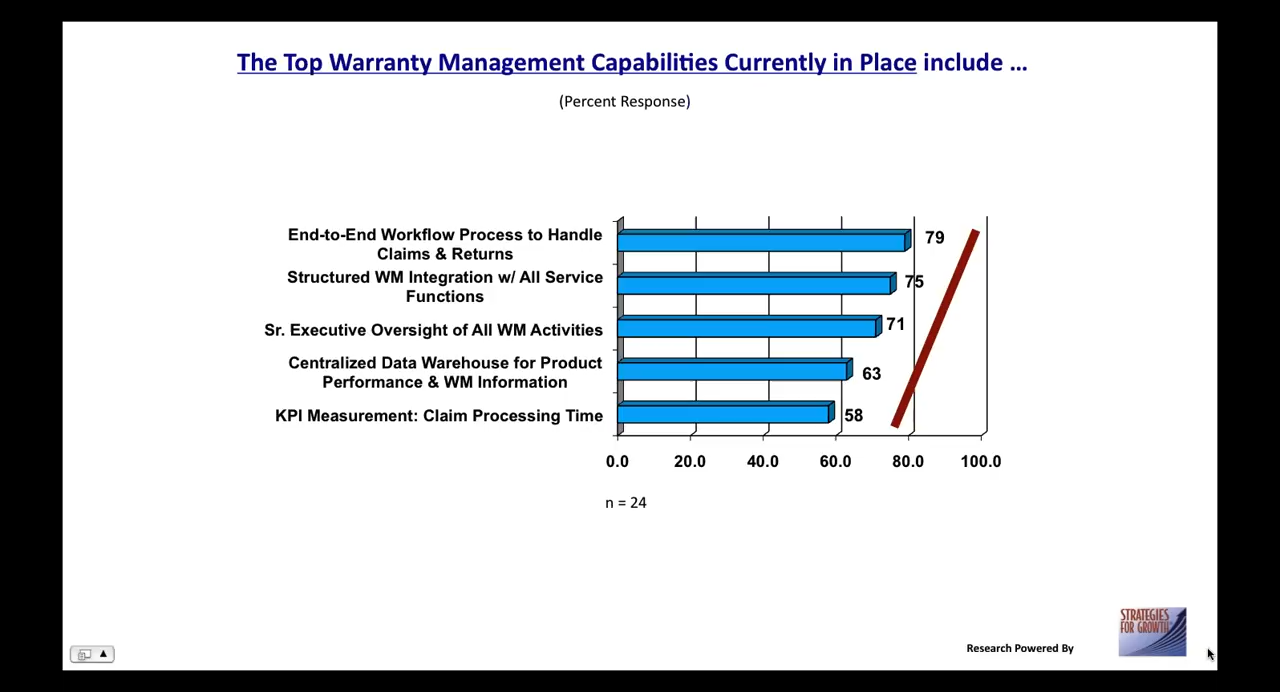 The Top Warranty Management Capabilities Currently in Place include ...
(Percent Response)
End-to-End Workflow Process to Handle
Claims & Returns
79
Structured WM Integration w/ All Service
Functions
75
Sr. Executive Oversight of All WM Activities
71
Centralized Data Warehouse for Product
Performance & WM Information
63
KPI Measurement: Claim Processing Time
58
0.0 20.0 40.0 60.0 80.0 100.0
n = 24
Research Powered By
STRATEGIES
FOR GROWTH